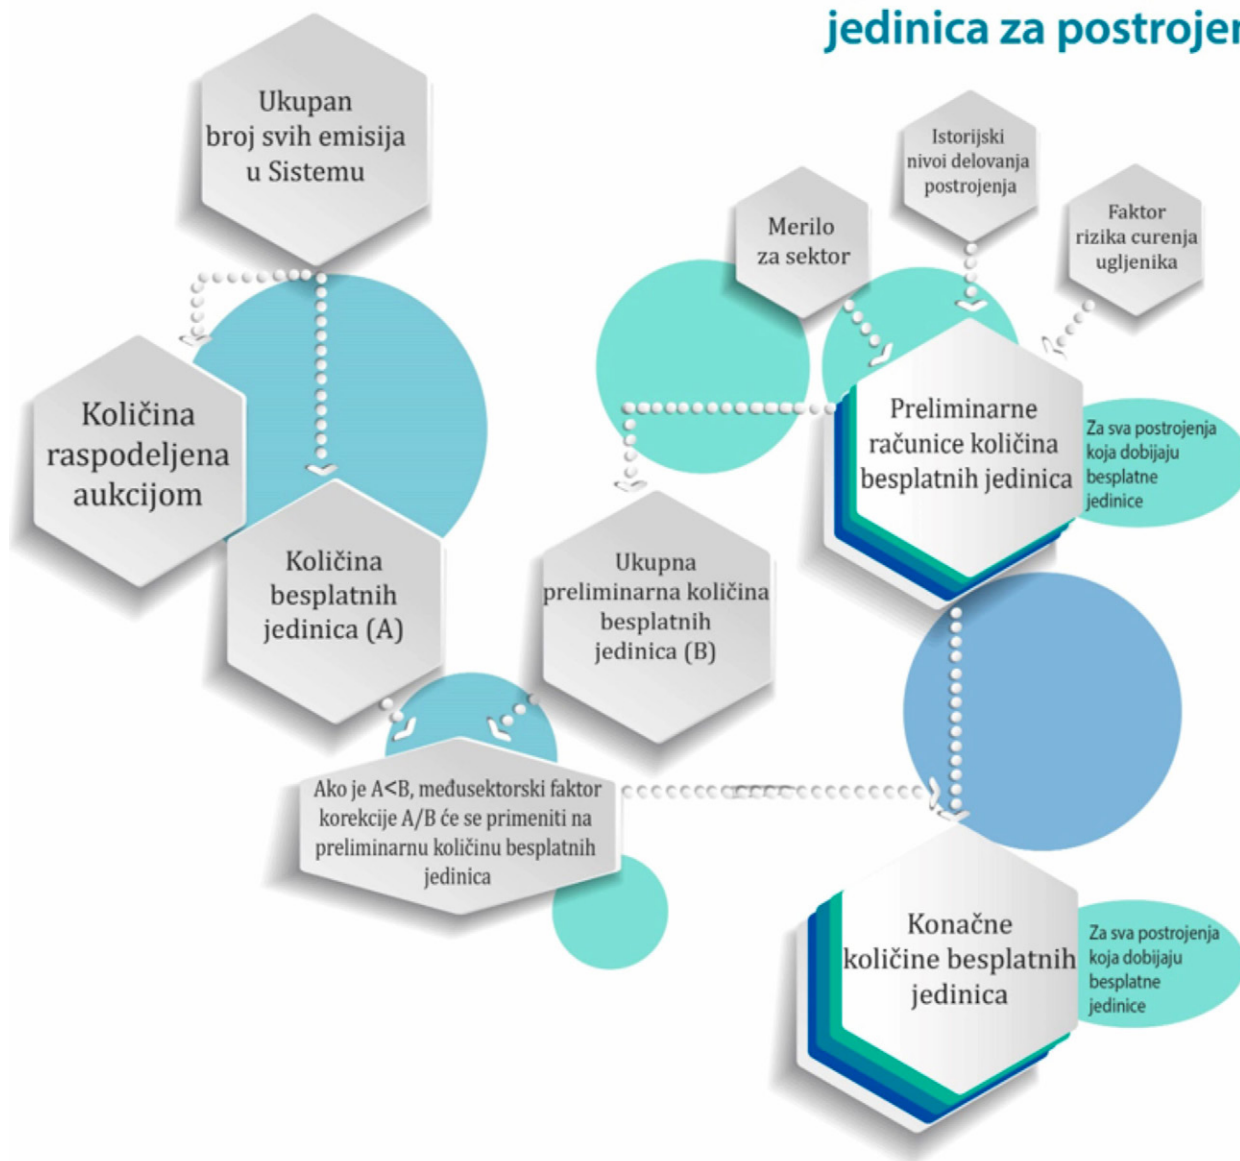 jedinica za postrojen
Ukupan
broj svih emisija
u Sistemu
Istorijski
nivoi delovanja
postrojenja
Merilo
za sektor
Faktor
rizika curenja
ugljenika
Količina
raspodeljena
aukcijom
Preliminarne
računice količina
besplatnih jedinica
Za sva postrojenja
koja dobijaju
besplatne
jedinice
Količina
besplatnih
jedinica (A)
Ukupna
preliminarna količina
besplatnih
jedinica (B)
Ako je A<B, međusektorski faktor
korekcije A/B će se primeniti na
preliminarnu količinu besplatnih
jedinica
Konačne
količine besplatnih
jedinica
Za sva postrojenja
koja dobijaju
besplatne
jedinice